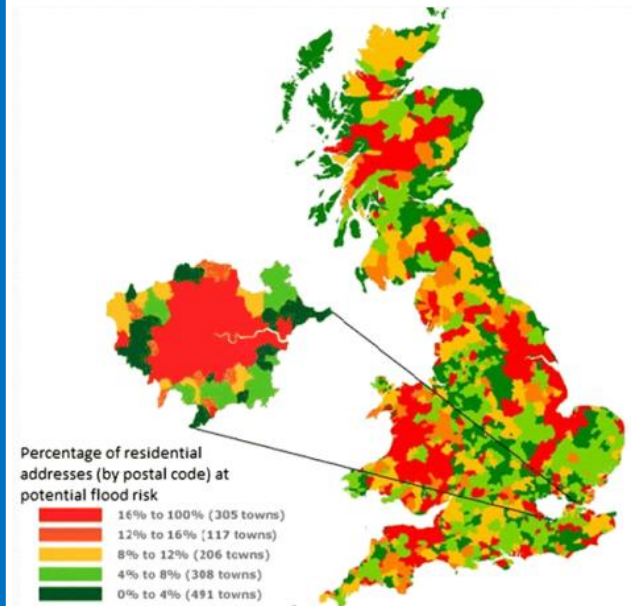 Percentage of residential
addresses (by postal code) at
potential flood risk
16% to 100% (305 towns)
12% to 16% (117 towns)
8% to 12% (206 towns)
4% to 8% (308 towns)
0% to 4% (491 towns)